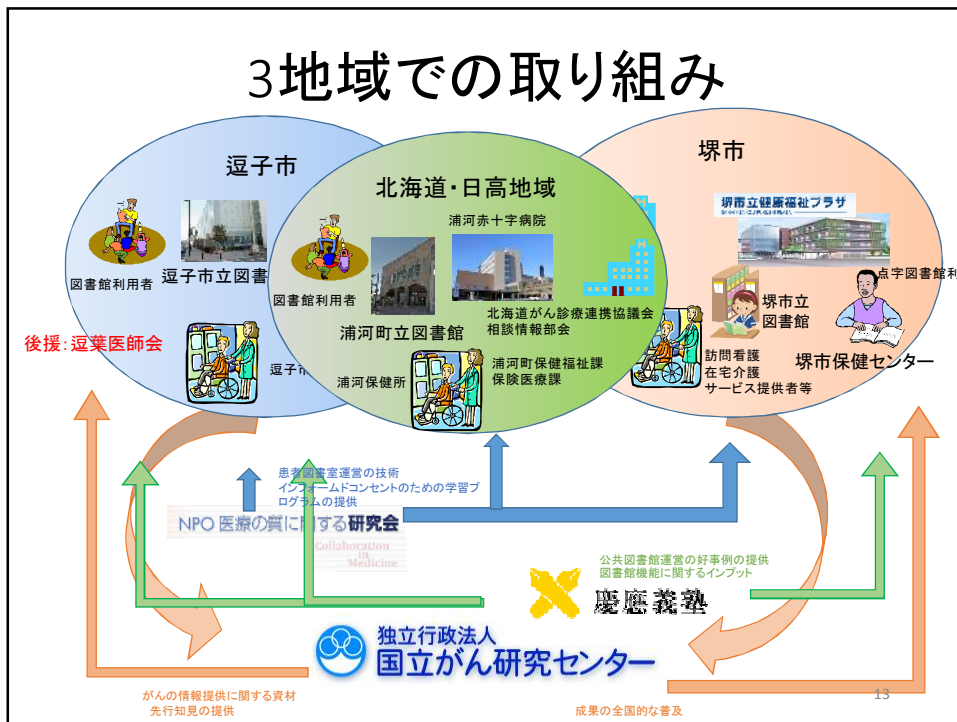 3地域での取り組み
逗子市
北海道・日高地域
堺市
浦河赤十字病院
堺市立健康福祉プラザ
図書館利用者
逗子市立図書
図書館利用者
浦河町立図書館
北海道がん診療連携協議会
相談情報部会
堺市立
図書館
点字図書館利
後援：逗葉医師会
逗子市
浦河保健所
浦河町保健福祉課
保険医療課
訪問看護
在宅介護
サービス提供者等
堺市保健センター
患者図書室運営の技術
インフォームドコンセントのための学習プ
ログラムの提供
NPO 医療の質に関する研究会
Collaboration
in
Medicine
公共図書館運営の好事例の提供
図書館機能に関するインプット
慶應義塾
独立行政法人
国立がん研究センター
がんの情報提供に関する資材
先行知見の提供
成果の全国的な普及
13